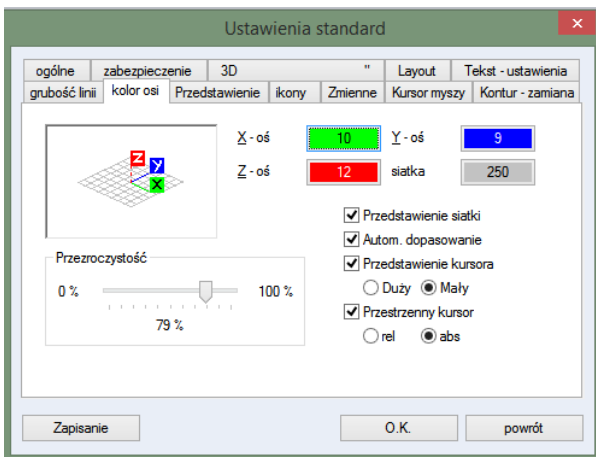 Ustawienia standard
ogólne zabezpieczenie 3D " Layout Tekst - ustawienia
grubość linii kolor osi Przedstawienie ikony Zmienne Kursor myszy Kontur - zamiana
Z Y X
X - oś 10 Y - oś 9
Z - oś 12 siatka 250
Przedstawienie siatki
Autom. dopasowanie
Przedstawienie kursora
Duży Mały
Przestrzenny kursor
rel abs
Przezroczystość
0 % 100 %
79 %
Zapisanie O.K. powrót